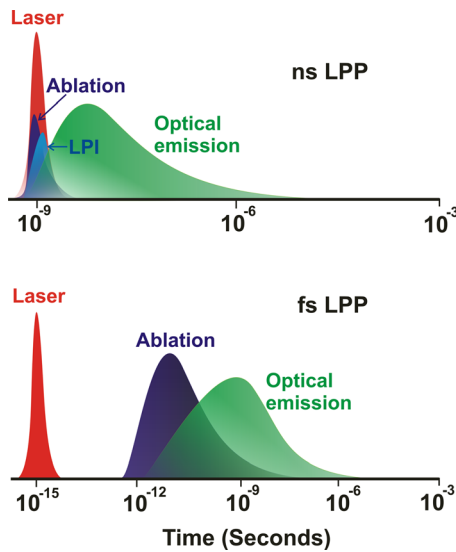 Laser
ns LPP
Ablation
Optical
emission
LPI
10⁻⁹ 10⁻⁶ 10⁻³
Laser
fs LPP
Ablation
Optical
emission
10⁻¹⁵ 10⁻¹² 10⁻⁹ 10⁻⁶ 10⁻³
Time (Seconds)